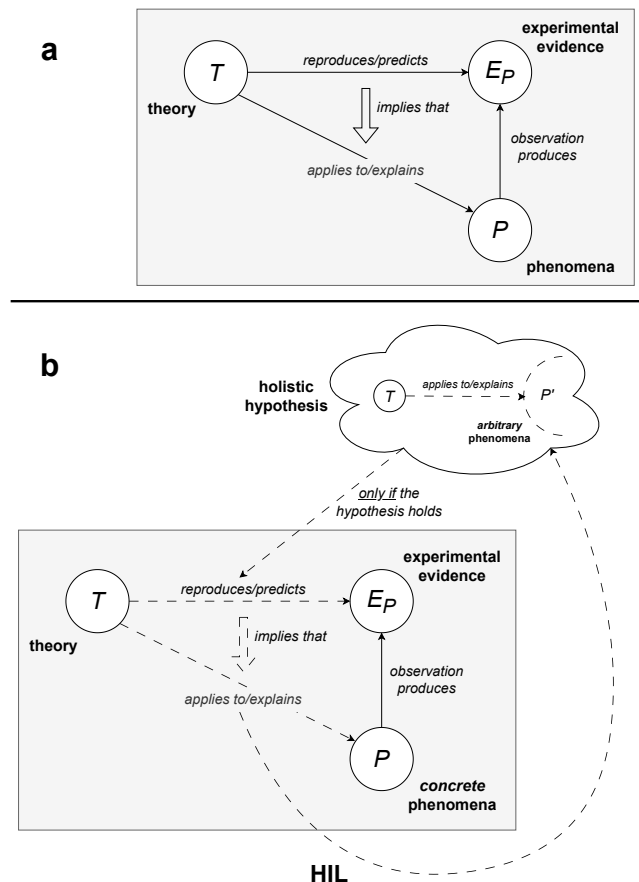 a
experimental
evidence
T
reproduces/predicts
E_P
theory
implies that
observation
produces
applies to/explains
P
phenomena
b
holistic
hypothesis
T
applies to/explains
P'
arbitrary
phenomena
only if the
hypothesis holds
experimental
evidence
T
reproduces/predicts
E_P
theory
implies that
observation
produces
applies to/explains
P
concrete
phenomena
HIL